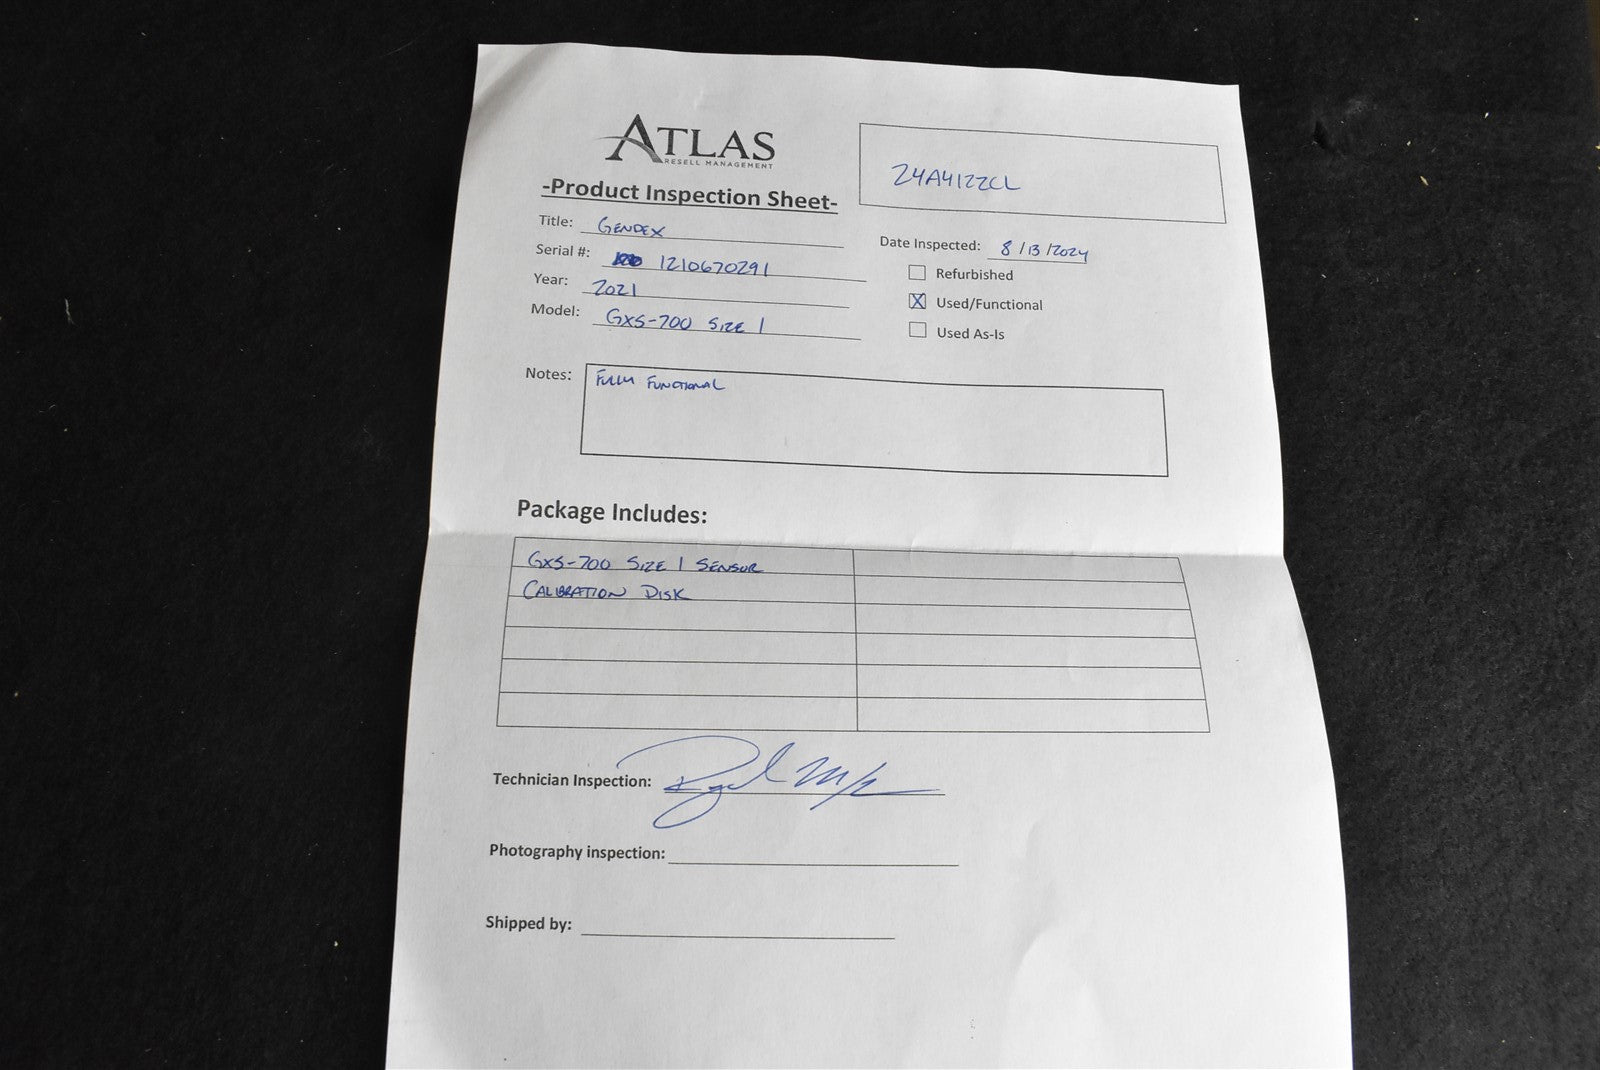 ATLAS
RESELL MANAGEMENT
-Product Inspection Sheet-
24A4122CL
Title: GENDEX
Serial #: 1210670291
Year: 2021
Model: GXS-700 SIZE 1
Date Inspected: 8/13/2024
Refurbished
X Used/Functional
Used As-Is
Notes: FULLY FUNCTIONAL
Package Includes:
GXS-700 SIZE 1 SENSOR
CALIBRATION DISK
Technician Inspection:
Photography inspection:
Shipped by: